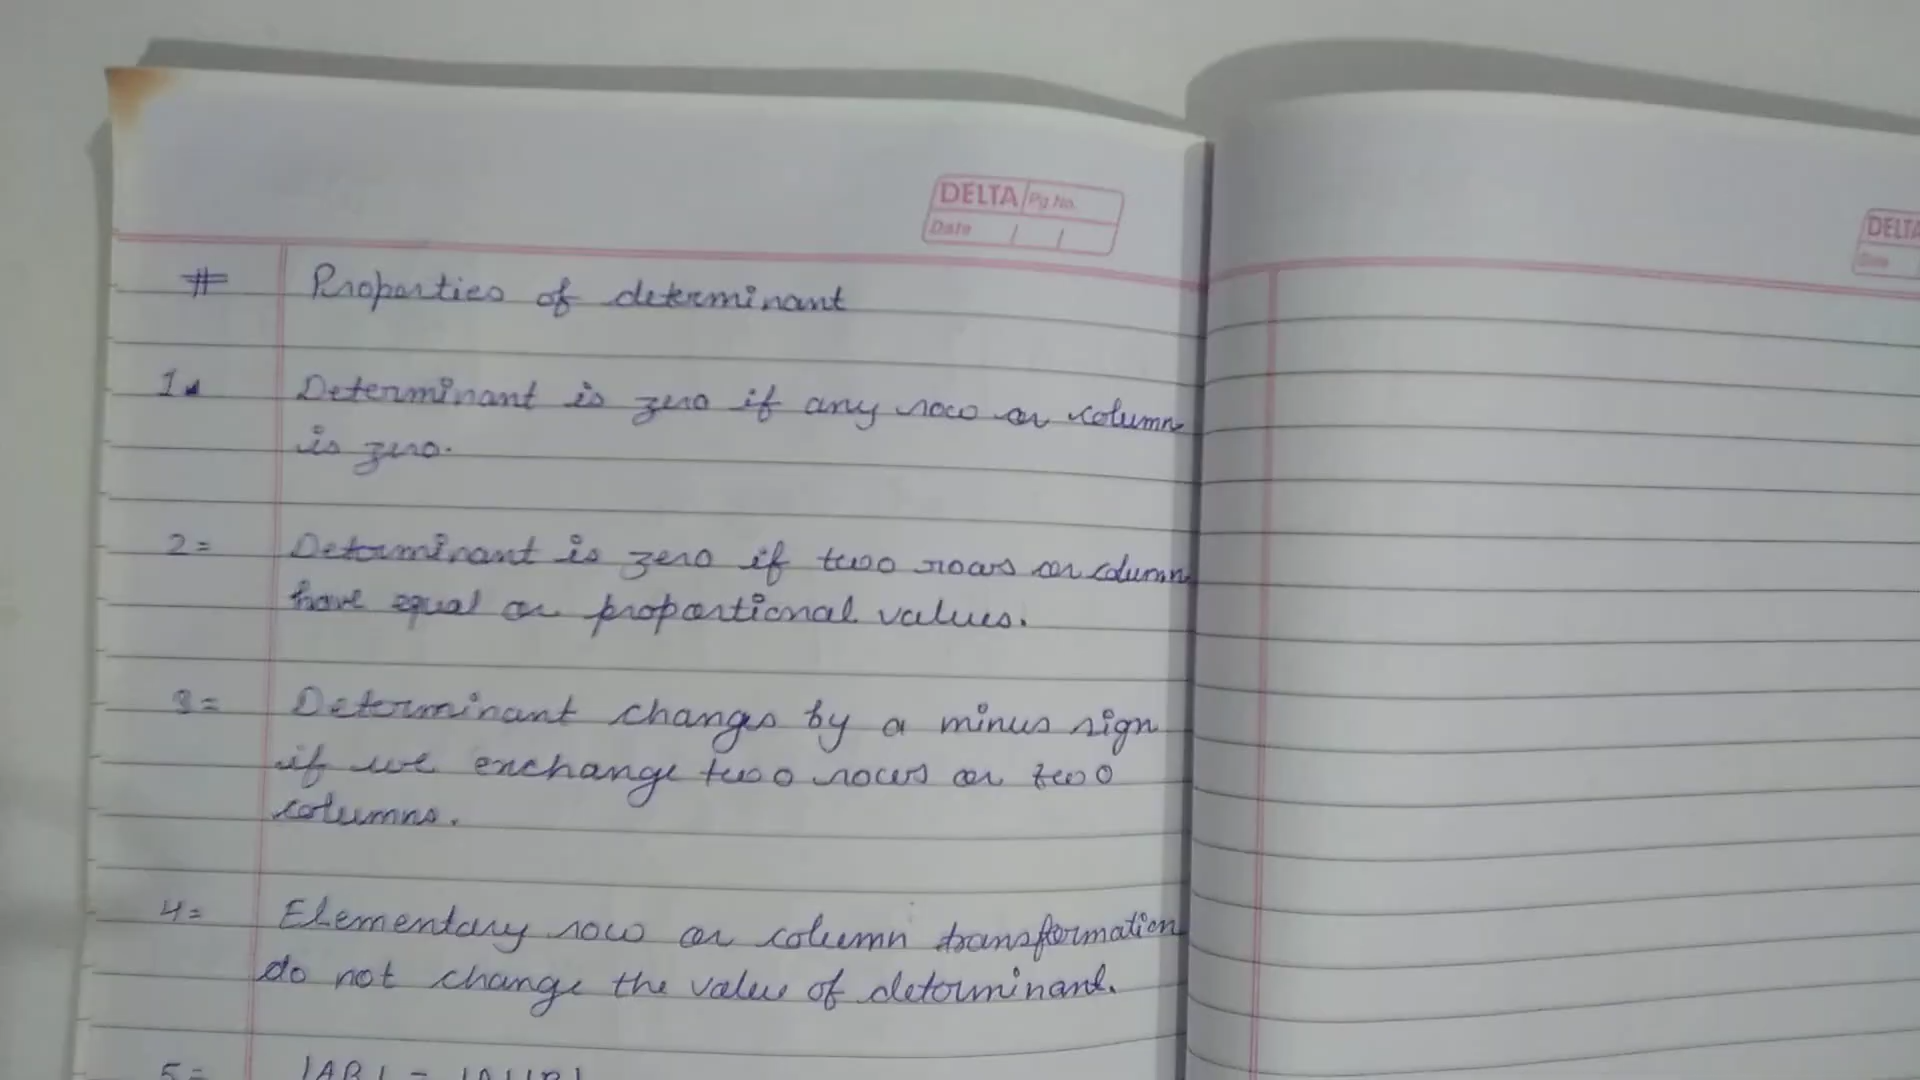 DELTA Pg No.
Date / /
DELTA
Date
# Properties of determinant
1. Determinant is zero if any row or column
is zero.
2= Determinant is zero if two rows or column
have equal or proportional values.
3= Determinant changes by a minus sign
if we exchange two rows or two
columns.
4= Elementary row or column transformation
do not change the value of determinant.
5= |AB| = |A||B|